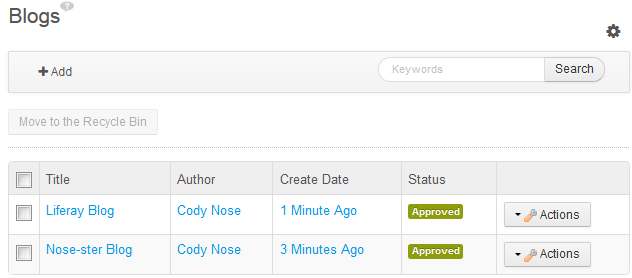 Blogs ?
+ Add Keywords Search
Move to the Recycle Bin
Title Author Create Date Status
Liferay Blog Cody Nose 1 Minute Ago Approved Actions
Nose-ster Blog Cody Nose 3 Minutes Ago Approved Actions